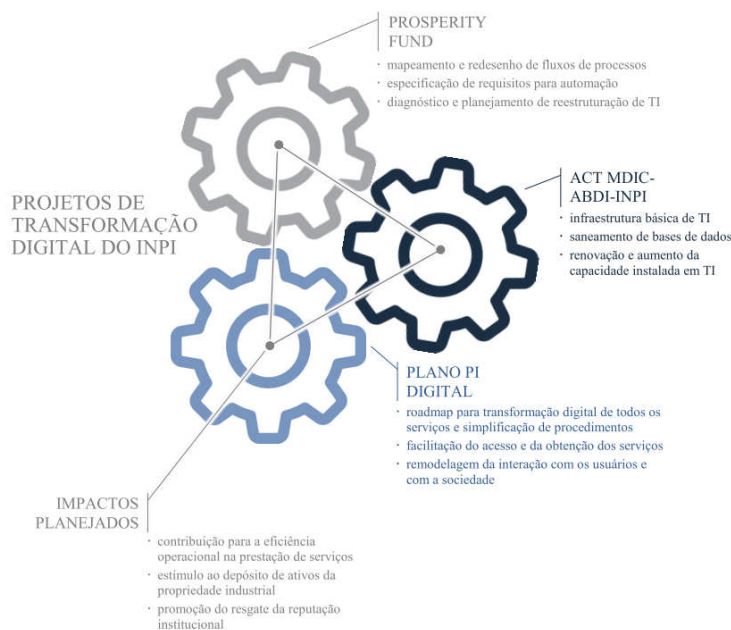 PROSPERITY
FUND
· mapeamento e redesenho de fluxos de processos
· especificação de requisitos para automação
· diagnóstico e planejamento de reestruturação de TI
PROJETOS DE
TRANSFORMAÇÃO
DIGITAL DO INPI
ACT MDIC-
ABDI-INPI
· infraestrutura básica de TI
· saneamento de bases de dados
· renovação e aumento da
capacidade instalada em TI
PLANO PI
DIGITAL
· roadmap para transformação digital de todos os
serviços e simplificação de procedimentos
· facilitação do acesso e da obtenção dos serviços
· remodelagem da interação com os usuários e
com a sociedade
IMPACTOS
PLANEJADOS
· contribuição para a eficiência
operacional na prestação de serviços
· estímulo ao depósito de ativos da
propriedade industrial
· promoção do resgate da reputação
institucional